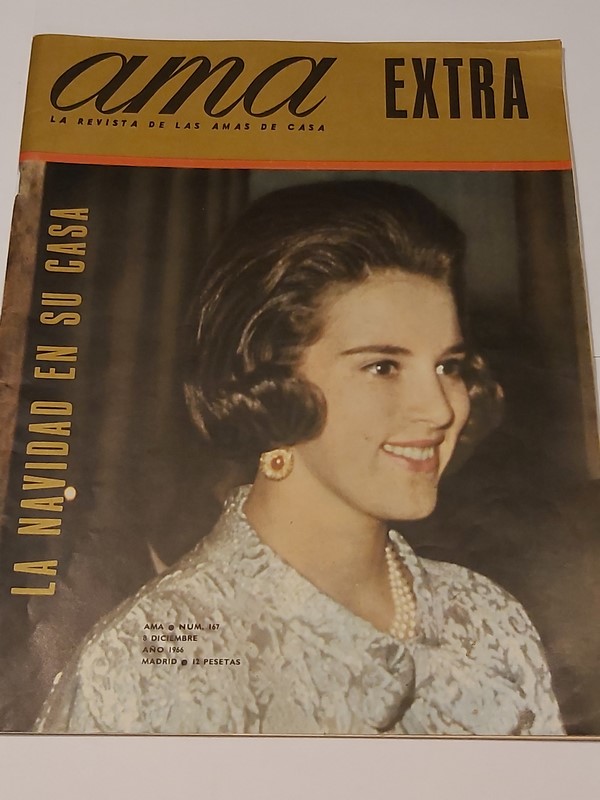 ama EXTRA
LA REVISTA DE LAS AMAS DE CASA
LA NAVIDAD EN SU CASA
AMA ● NUM. 167
8 DICIEMBRE
AÑO 1966
MADRID ● 12 PESETAS